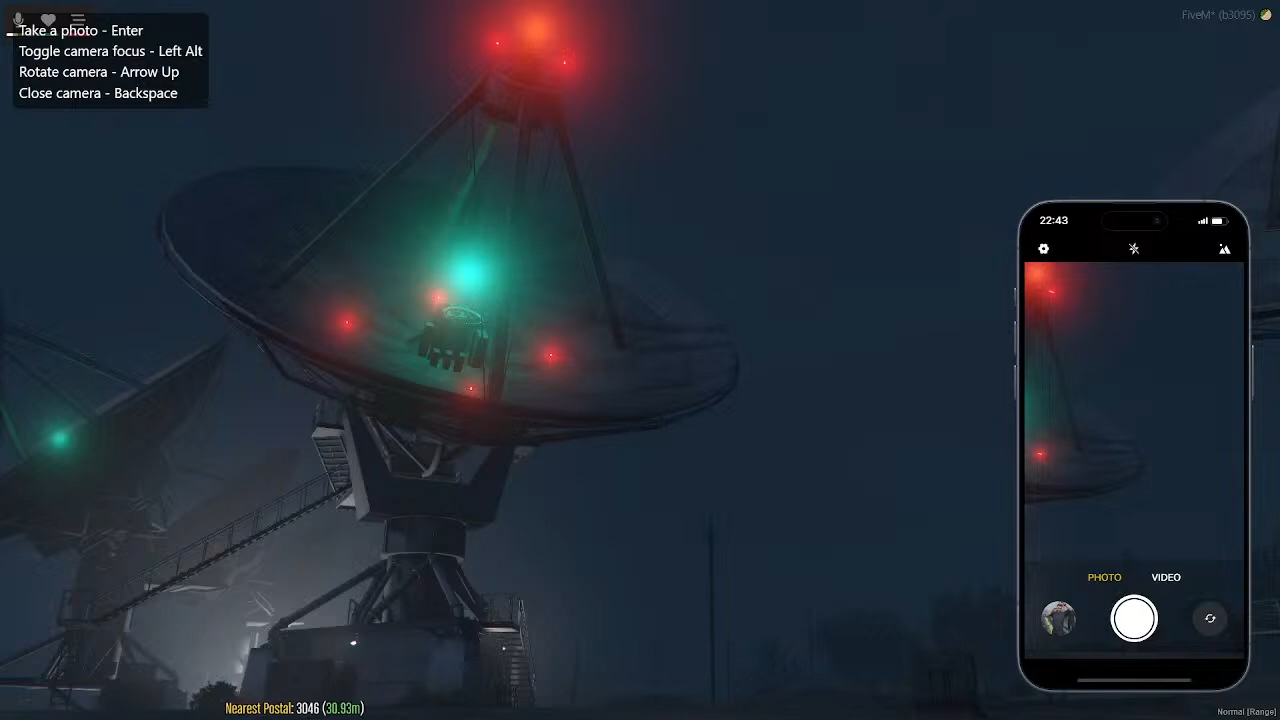 Take a photo - Enter
Toggle camera focus - Left Alt
Rotate camera - Arrow Up
Close camera - Backspace
FiveM* (b3095)
22:43
PHOTO VIDEO
Nearest Postal: 3046 (30.93m)
Normal [Range]